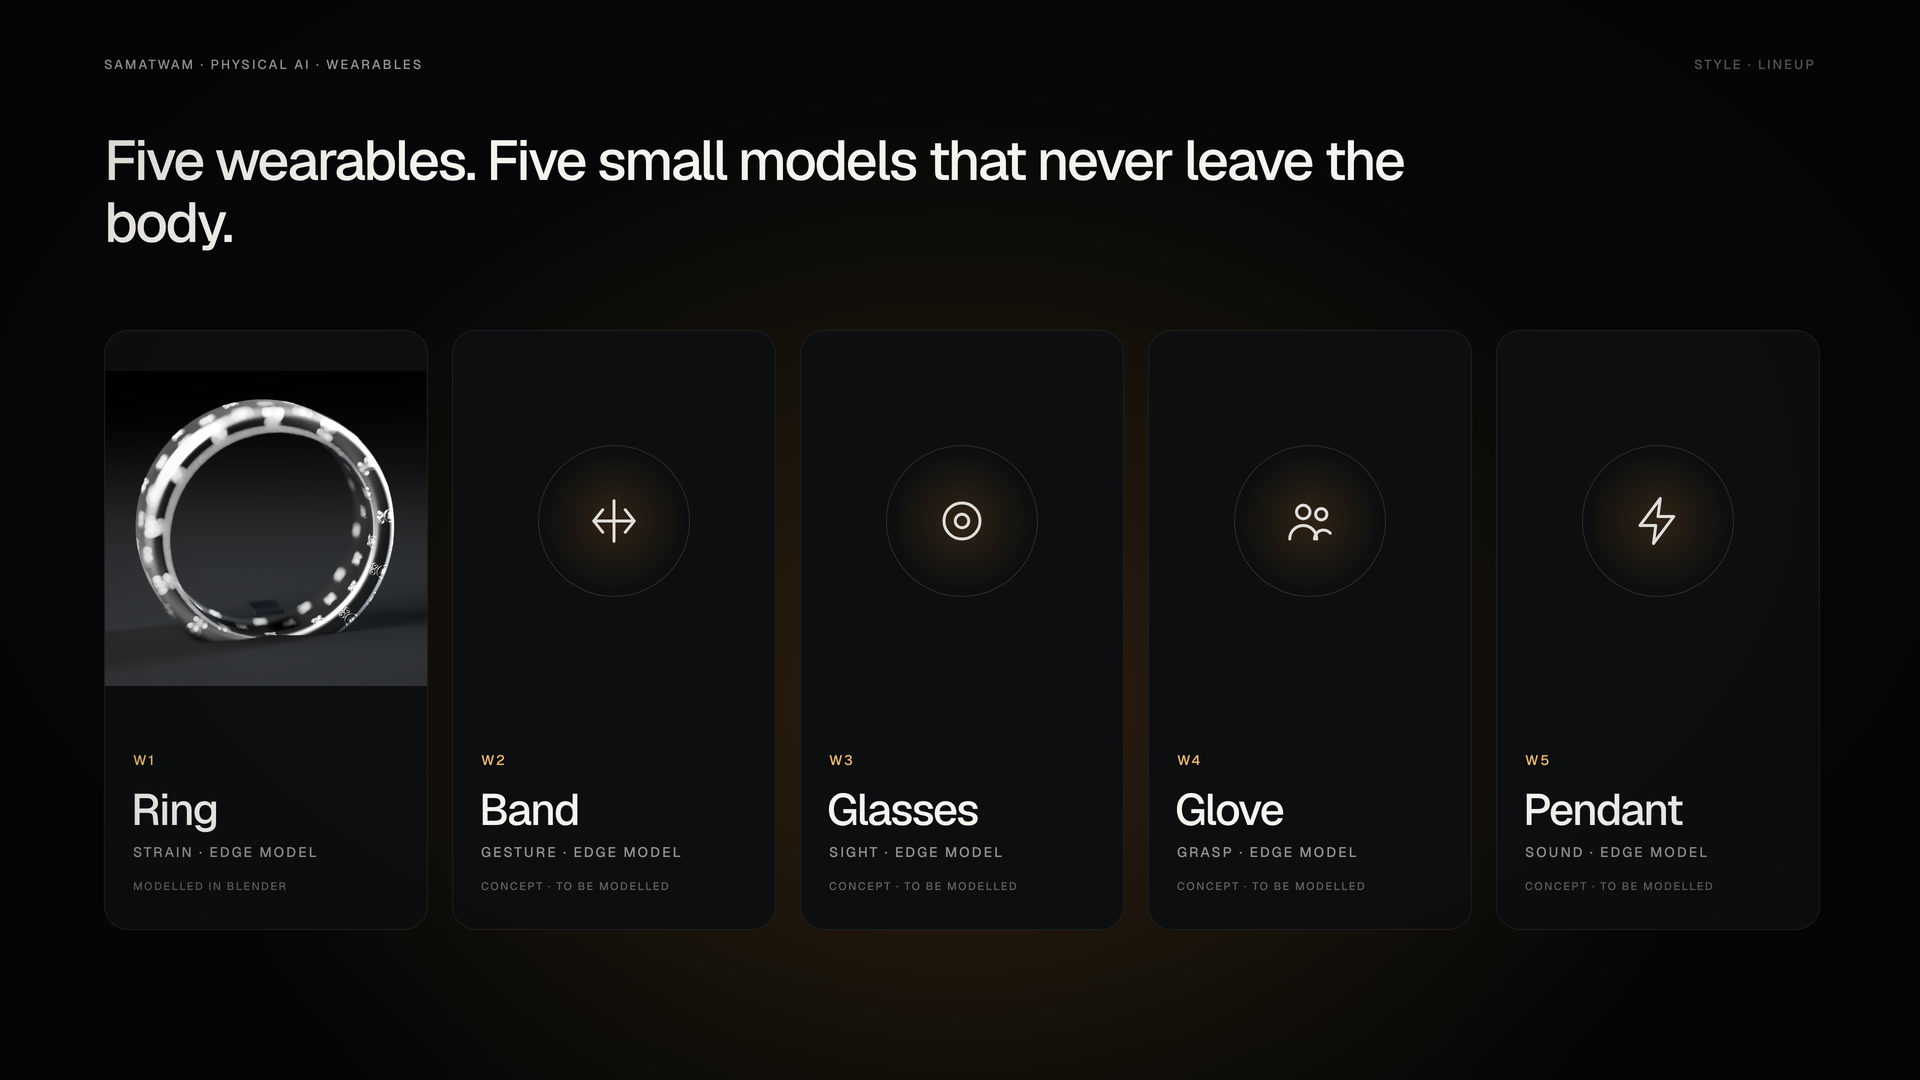 SAMATWAM · PHYSICAL AI · WEARABLES
STYLE · LINEUP
Five wearables. Five small models that never leave the
body.
W1
Ring
STRAIN · EDGE MODEL
MODELLED IN BLENDER
W2
Band
GESTURE · EDGE MODEL
CONCEPT · TO BE MODELLED
W3
Glasses
SIGHT · EDGE MODEL
CONCEPT · TO BE MODELLED
W4
Glove
GRASP · EDGE MODEL
CONCEPT · TO BE MODELLED
W5
Pendant
SOUND · EDGE MODEL
CONCEPT · TO BE MODELLED